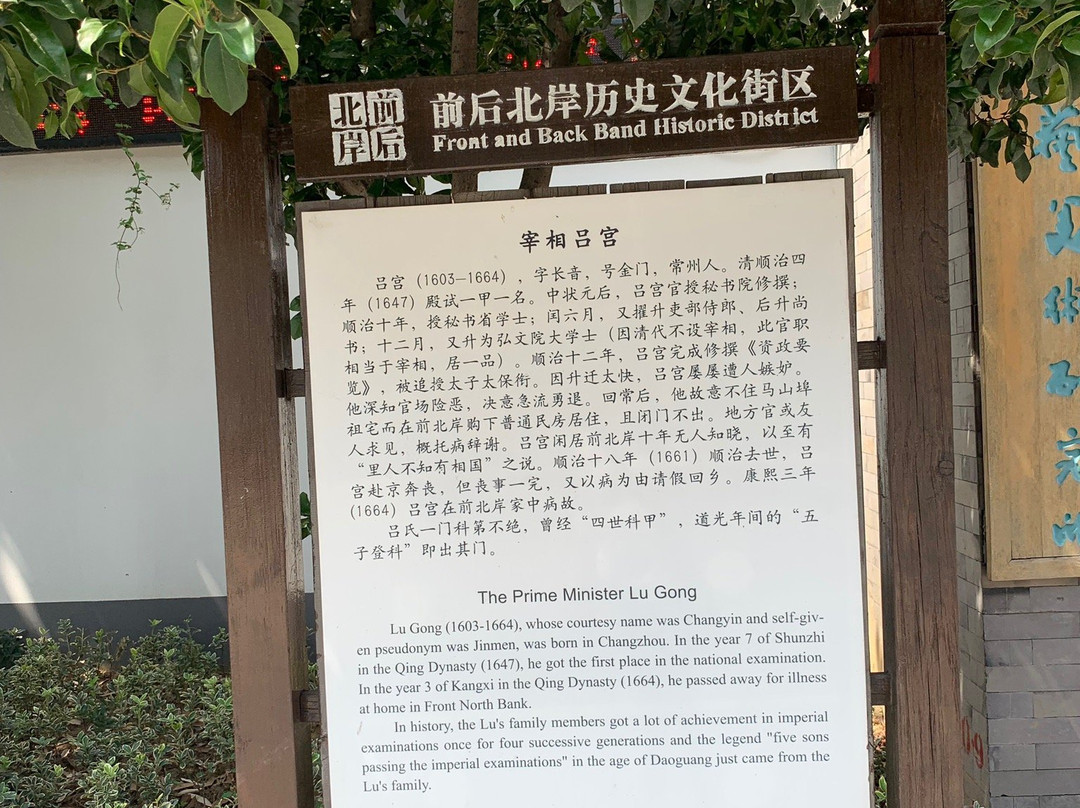 前后
北岸
前后北岸历史文化街区
Front and Back Band Historic District
宰相吕宫
吕宫（1603—1664），字长音，号金门，常州人。清顺治四
年（1647）殿试一甲一名。中状元后，吕宫官授秘书院修撰；
顺治十年，授秘书省学士；闰六月，又擢升吏部侍郎、后升尚
书；十二月，又升为弘文院大学士（因清代不设宰相，此官职
相当于宰相，居一品）。顺治十二年，吕宫完成修撰《资政要
览》，被追授太子太保衔。因升迁太快，吕宫屡屡遭人嫉妒。
他深知官场险恶，决意急流勇退。回常后，他故意不住马山埠
祖宅而在前北岸购下普通民房居住，且闭门不出。地方官或友
人求见，概托病辞谢。吕宫闲居前北岸十年无人知晓，以至有
“里人不知有相国”之说。顺治十八年（1661）顺治去世，吕
宫赴京奔丧，但丧事一完，又以病为由请假回乡。康熙三年
(1664) 吕宫在前北岸家中病故。
吕氏一门科第不绝，曾经“四世科甲”，道光年间的“五
子登科”即出其门。
The Prime Minister Lu Gong
Lu Gong (1603-1664), whose courtesy name was Changyin and self-giv-
en pseudonym was Jinmen, was born in Changzhou. In the year 7 of Shunzhi
in the Qing Dynasty (1647), he got the first place in the national examination.
In the year 3 of Kangxi in the Qing Dynasty (1664), he passed away for illness
at home in Front North Bank.
In history, the Lu's family members got a lot of achievement in imperial
examinations once for four successive generations and the legend "five sons
passing the imperial examinations" in the age of Daoguang just came from the
Lu's family.